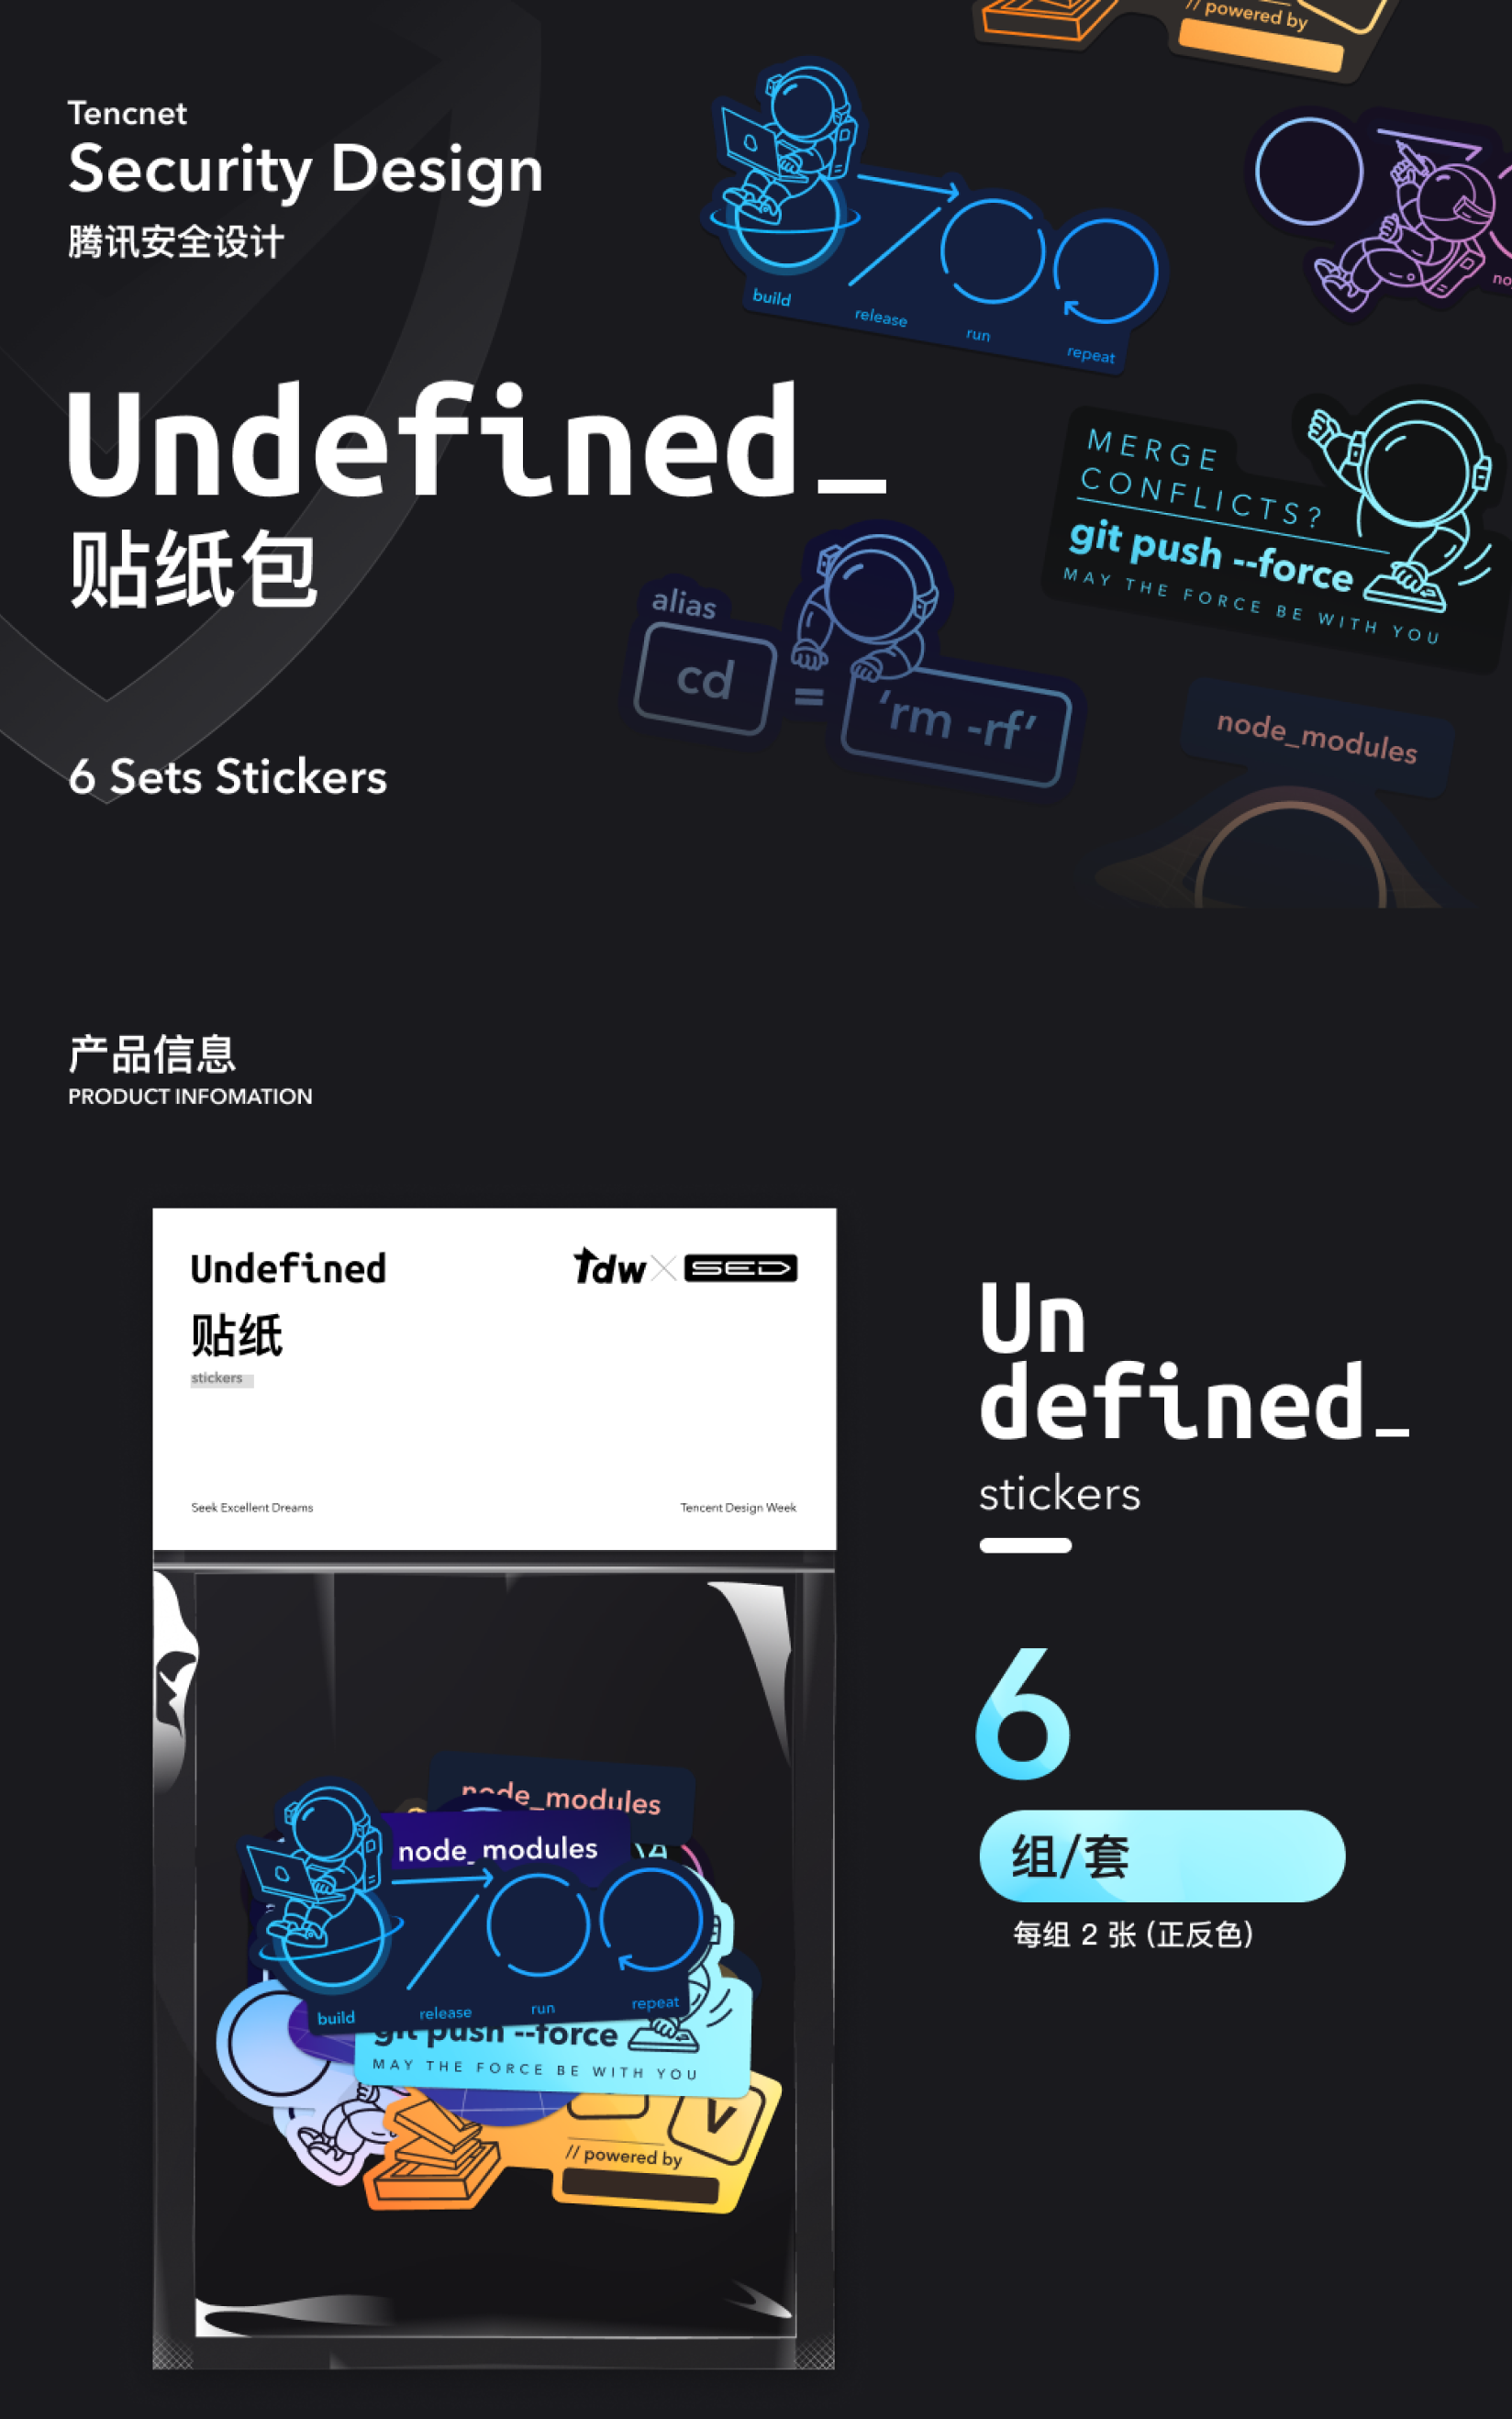 // powered by
Tencnet
Security Design
腾讯安全设计
build
release
run
repeat
no
Undefined_
贴纸包
MERGE
CONFLICTS?
git push --force
MAY THE FORCE BE WITH YOU
alias
cd
=
‘rm -rf’
node_modules
6 Sets Stickers
产品信息
PRODUCT INFOMATION
Undefined
贴纸
stickers
Tdw
SED
Seek Excellent Dreams
Tencent Design Week
Un
defined_
stickers
6
组/套
每组 2 张 (正反色)
node_modules
node_modules
build
release
run
repeat
git push --force
MAY THE FORCE BE WITH YOU
V
// powered by